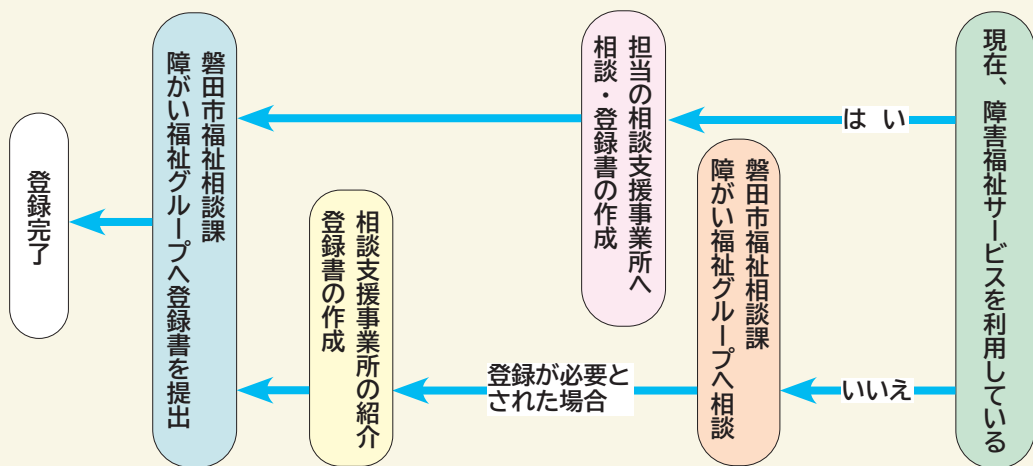 現在、障害福祉サービスを利用している
はい
担当の相談支援事業所へ
相談・登録書の作成
いいえ
磐田市福祉相談課
障がい福祉グループへ相談
登録が必要と
された場合
相談支援事業所の紹介
登録書の作成
磐田市福祉相談課
障がい福祉グループへ登録書を提出
登録完了